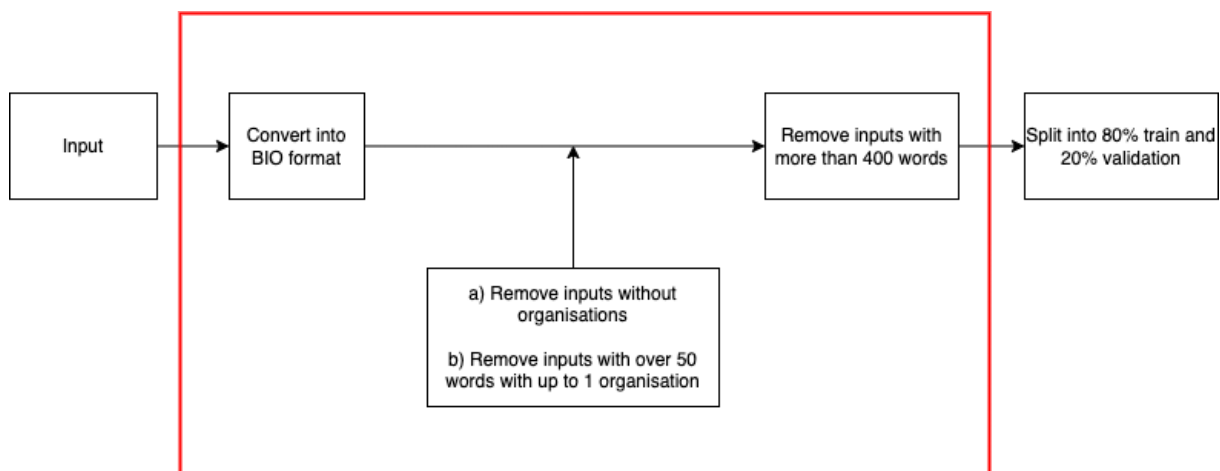 Input
Convert into
BIO format
Remove inputs with
more than 400 words
Split into 80% train and
20% validation
a) Remove inputs without
organisations
b) Remove inputs with over 50
words with up to 1 organisation